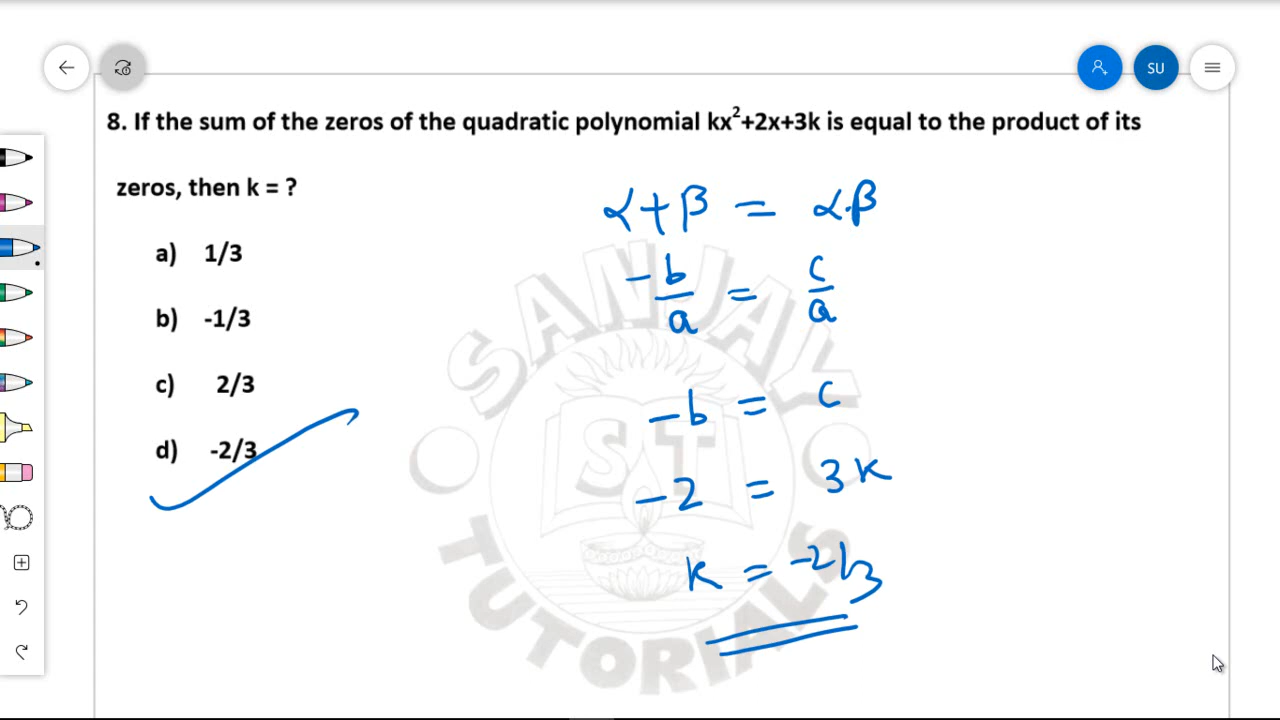 SU
8. If the sum of the zeros of the quadratic polynomial kx²+2x+3k is equal to the product of its
zeros, then k = ?
a) 1/3
b) -1/3
c) 2/3
d) -2/3
α+β = α.β
-b/a = c/a
-b = c
-2 = 3k
k = -2/3
SANJAL
ST
TUTORIALS